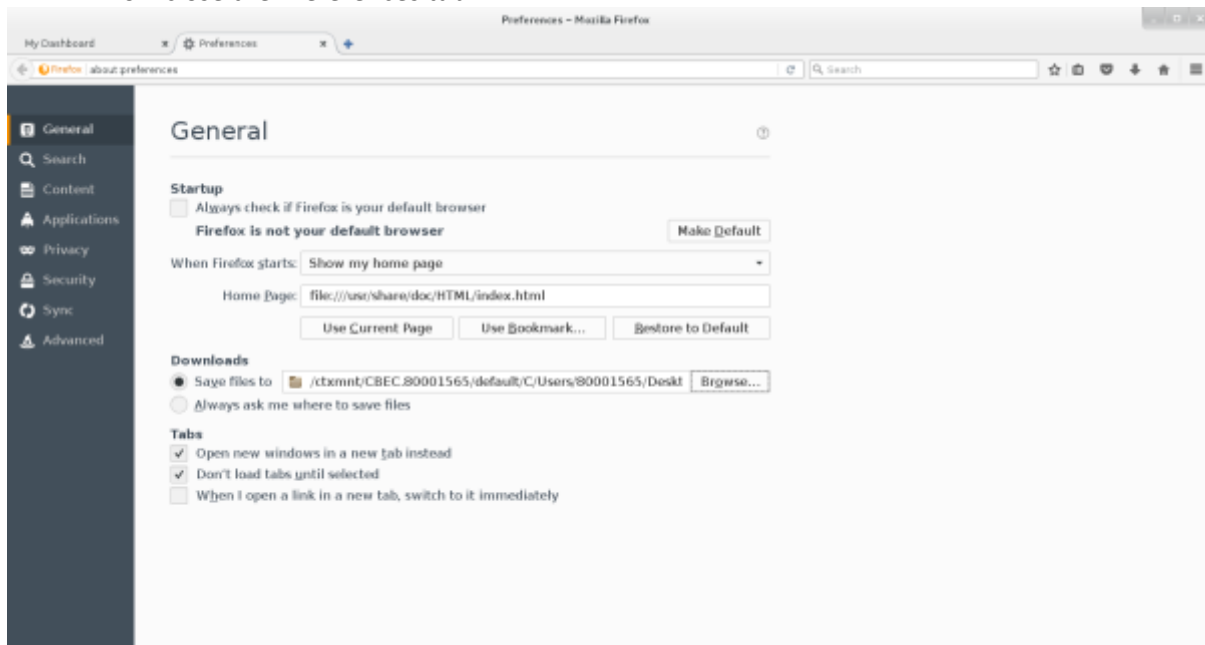 Preferences – Mozilla Firefox
My Dashboard
Preferences
Firefox about:preferences
Search
General
Search
Content
Applications
Privacy
Security
Sync
Advanced
General
Startup
Always check if Firefox is your default browser
Firefox is not your default browser Make Default
When Firefox starts: Show my home page
Home Page: file:///usr/share/doc/HTML/index.html
Use Current Page Use Bookmark... Restore to Default
Downloads
Save files to /ctxmnt/CBEC.80001565/default/C/Users/80001565/Deskt Browse...
Always ask me where to save files
Tabs
Open new windows in a new tab instead
Don't load tabs until selected
When I open a link in a new tab, switch to it immediately